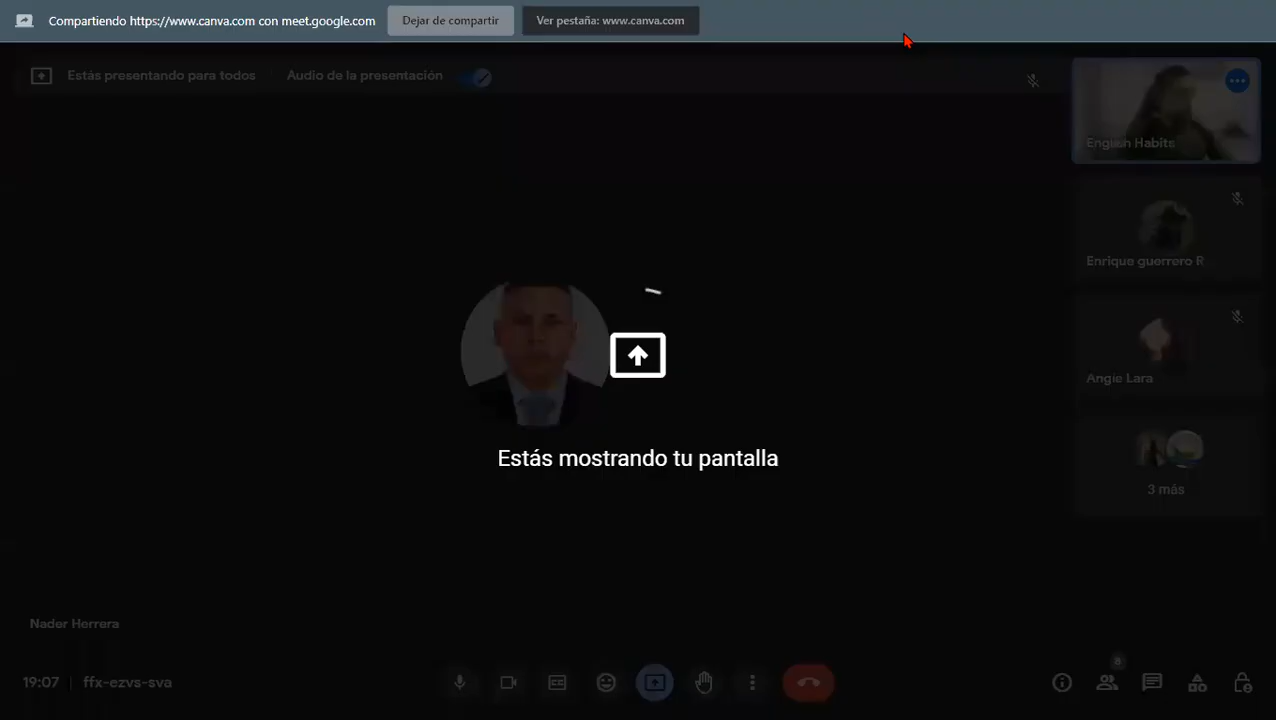 Compartiendo https://www.canva.com con meet.google.com
Dejar de compartir
Ver pestaña: www.canva.com
Estás presentando para todos
Audio de la presentación
English Habits
Enrique guerrero R
Angie Lara
3 más
Estás mostrando tu pantalla
Nader Herrera
19:07 | ffx-ezvs-sva
8